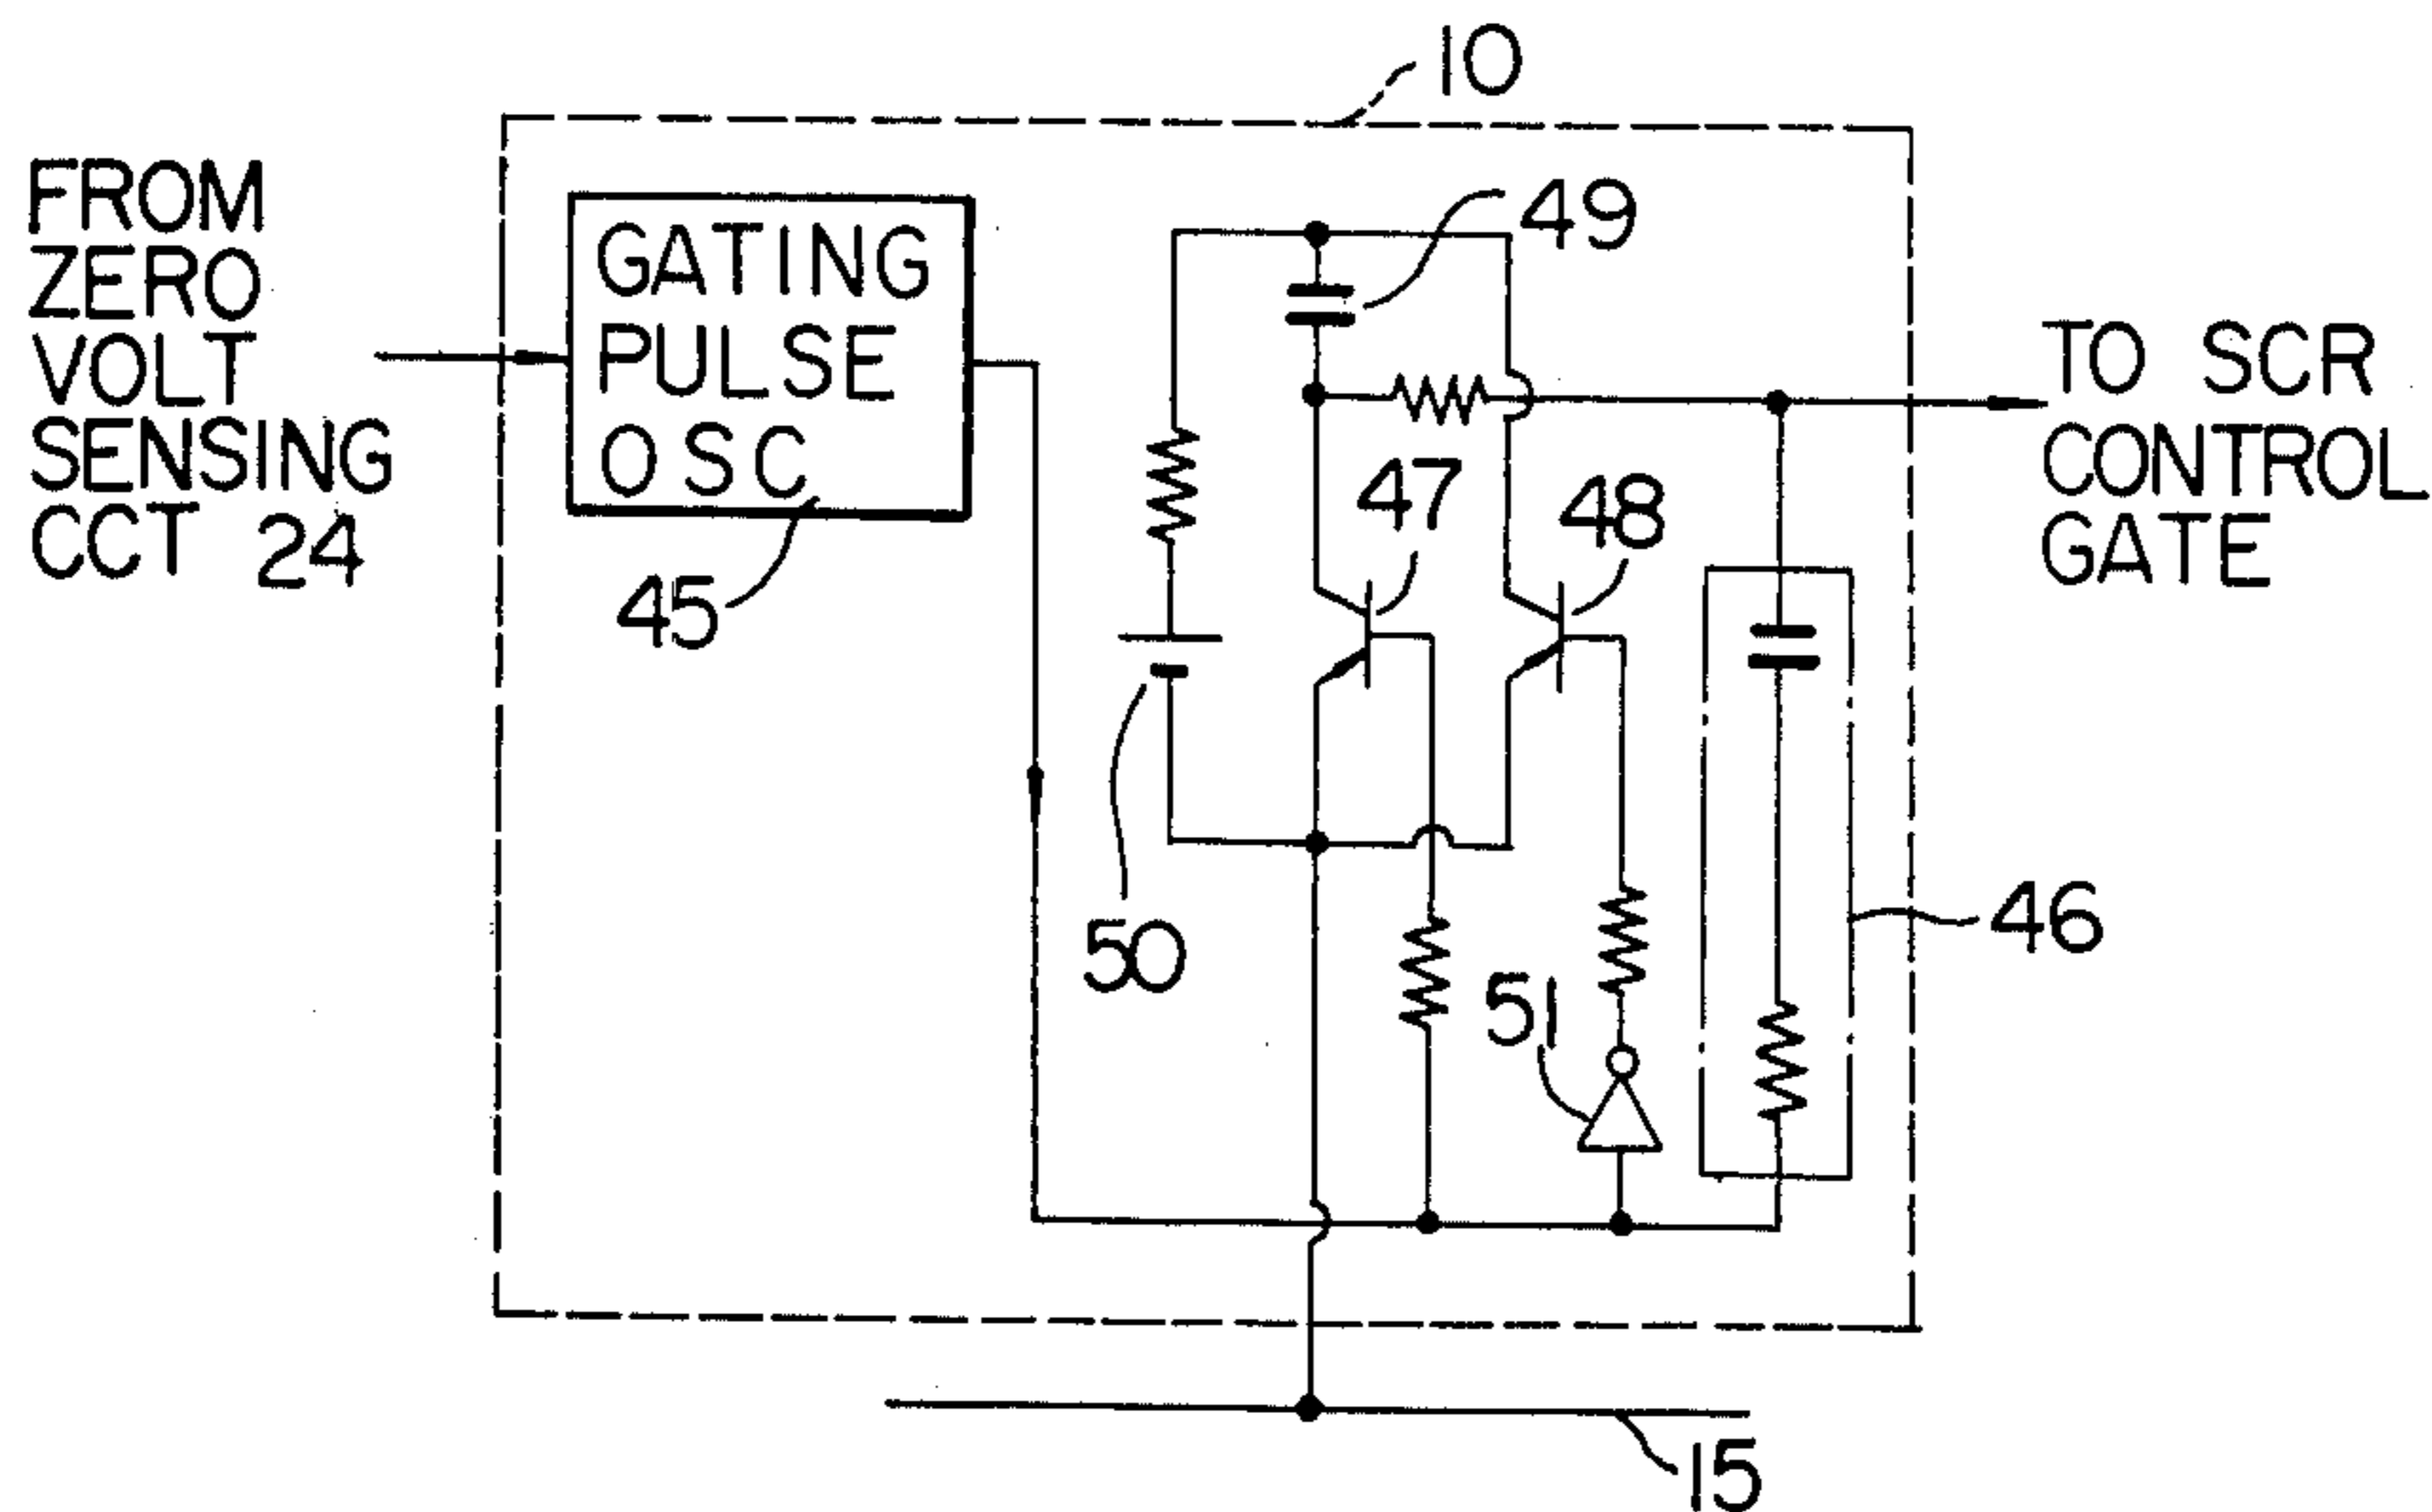 10
FROM
ZERO
VOLT
SENSING
CCT 24
GATING
PULSE
OSC
49
TO SCR
CONTROL
GATE
47
48
45
50
51
46
15